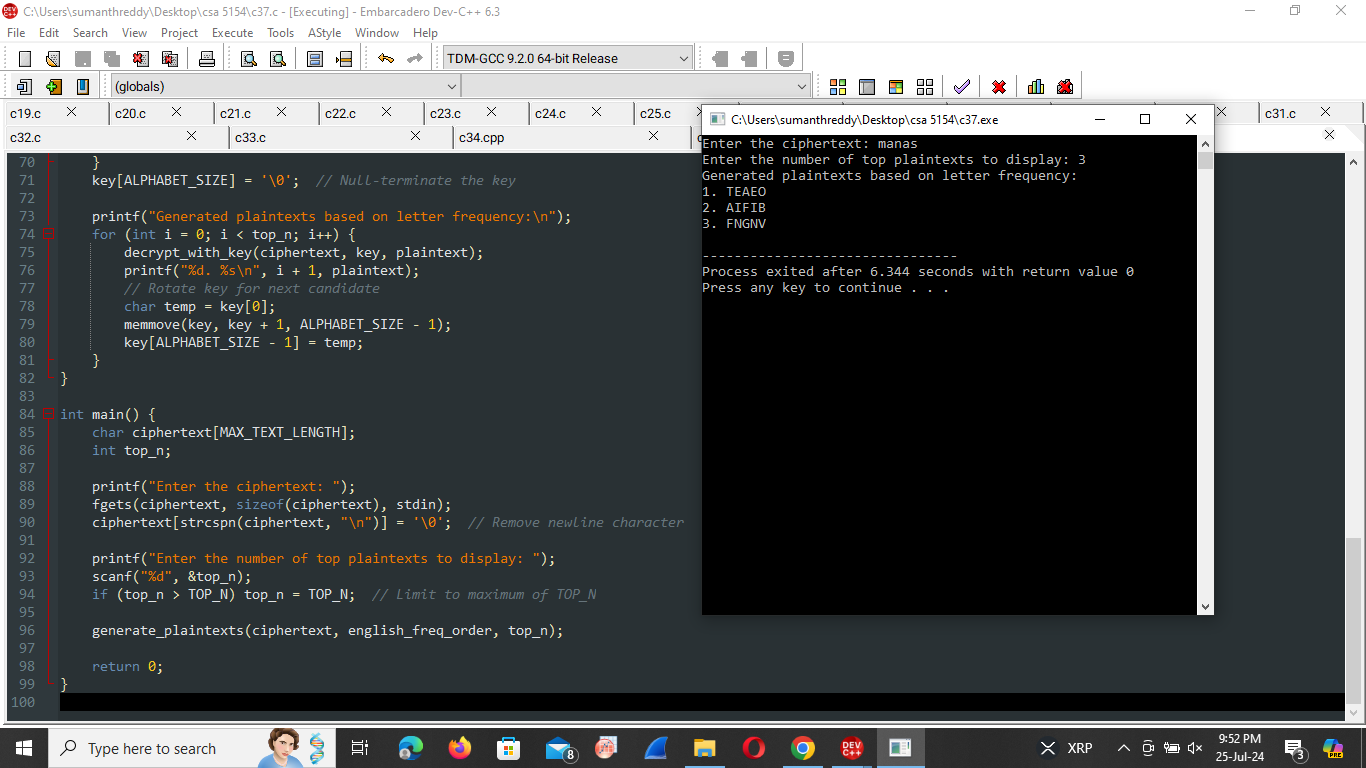 C:\Users\sumanthreddy\Desktop\csa 5154\c37.c - [Executing] - Embarcadero Dev-C++ 6.3
File Edit Search View Project Execute Tools AStyle Window Help
TDM-GCC 9.2.0 64-bit Release
(globals)
c19.c c20.c c21.c c22.c c23.c c24.c c25.c c31.c
c32.c c33.c c34.cpp
70 }
71 key[ALPHABET_SIZE] = '\0'; // Null-terminate the key
72
73 printf("Generated plaintexts based on letter frequency:\n");
74 for (int i = 0; i < top_n; i++) {
75 decrypt_with_key(ciphertext, key, plaintext);
76 printf("%d. %s\n", i + 1, plaintext);
77 // Rotate key for next candidate
78 char temp = key[0];
79 memmove(key, key + 1, ALPHABET_SIZE - 1);
80 key[ALPHABET_SIZE - 1] = temp;
81 }
82 }
83
84 int main() {
85 char ciphertext[MAX_TEXT_LENGTH];
86 int top_n;
87
88 printf("Enter the ciphertext: ");
89 fgets(ciphertext, sizeof(ciphertext), stdin);
90 ciphertext[strcspn(ciphertext, "\n")] = '\0'; // Remove newline character
91
92 printf("Enter the number of top plaintexts to display: ");
93 scanf("%d", &top_n);
94 if (top_n > TOP_N) top_n = TOP_N; // Limit to maximum of TOP_N
95
96 generate_plaintexts(ciphertext, english_freq_order, top_n);
97
98 return 0;
99 }
100
C:\Users\sumanthreddy\Desktop\csa 5154\c37.exe
Enter the ciphertext: manas
Enter the number of top plaintexts to display: 3
Generated plaintexts based on letter frequency:
1. TEAEO
2. AIFIB
3. FNGNV
--------------------------------
Process exited after 6.344 seconds with return value 0
Press any key to continue . . .
Type here to search
8
DEV C++
XRP
9:52 PM
25-Jul-24
3
PRE